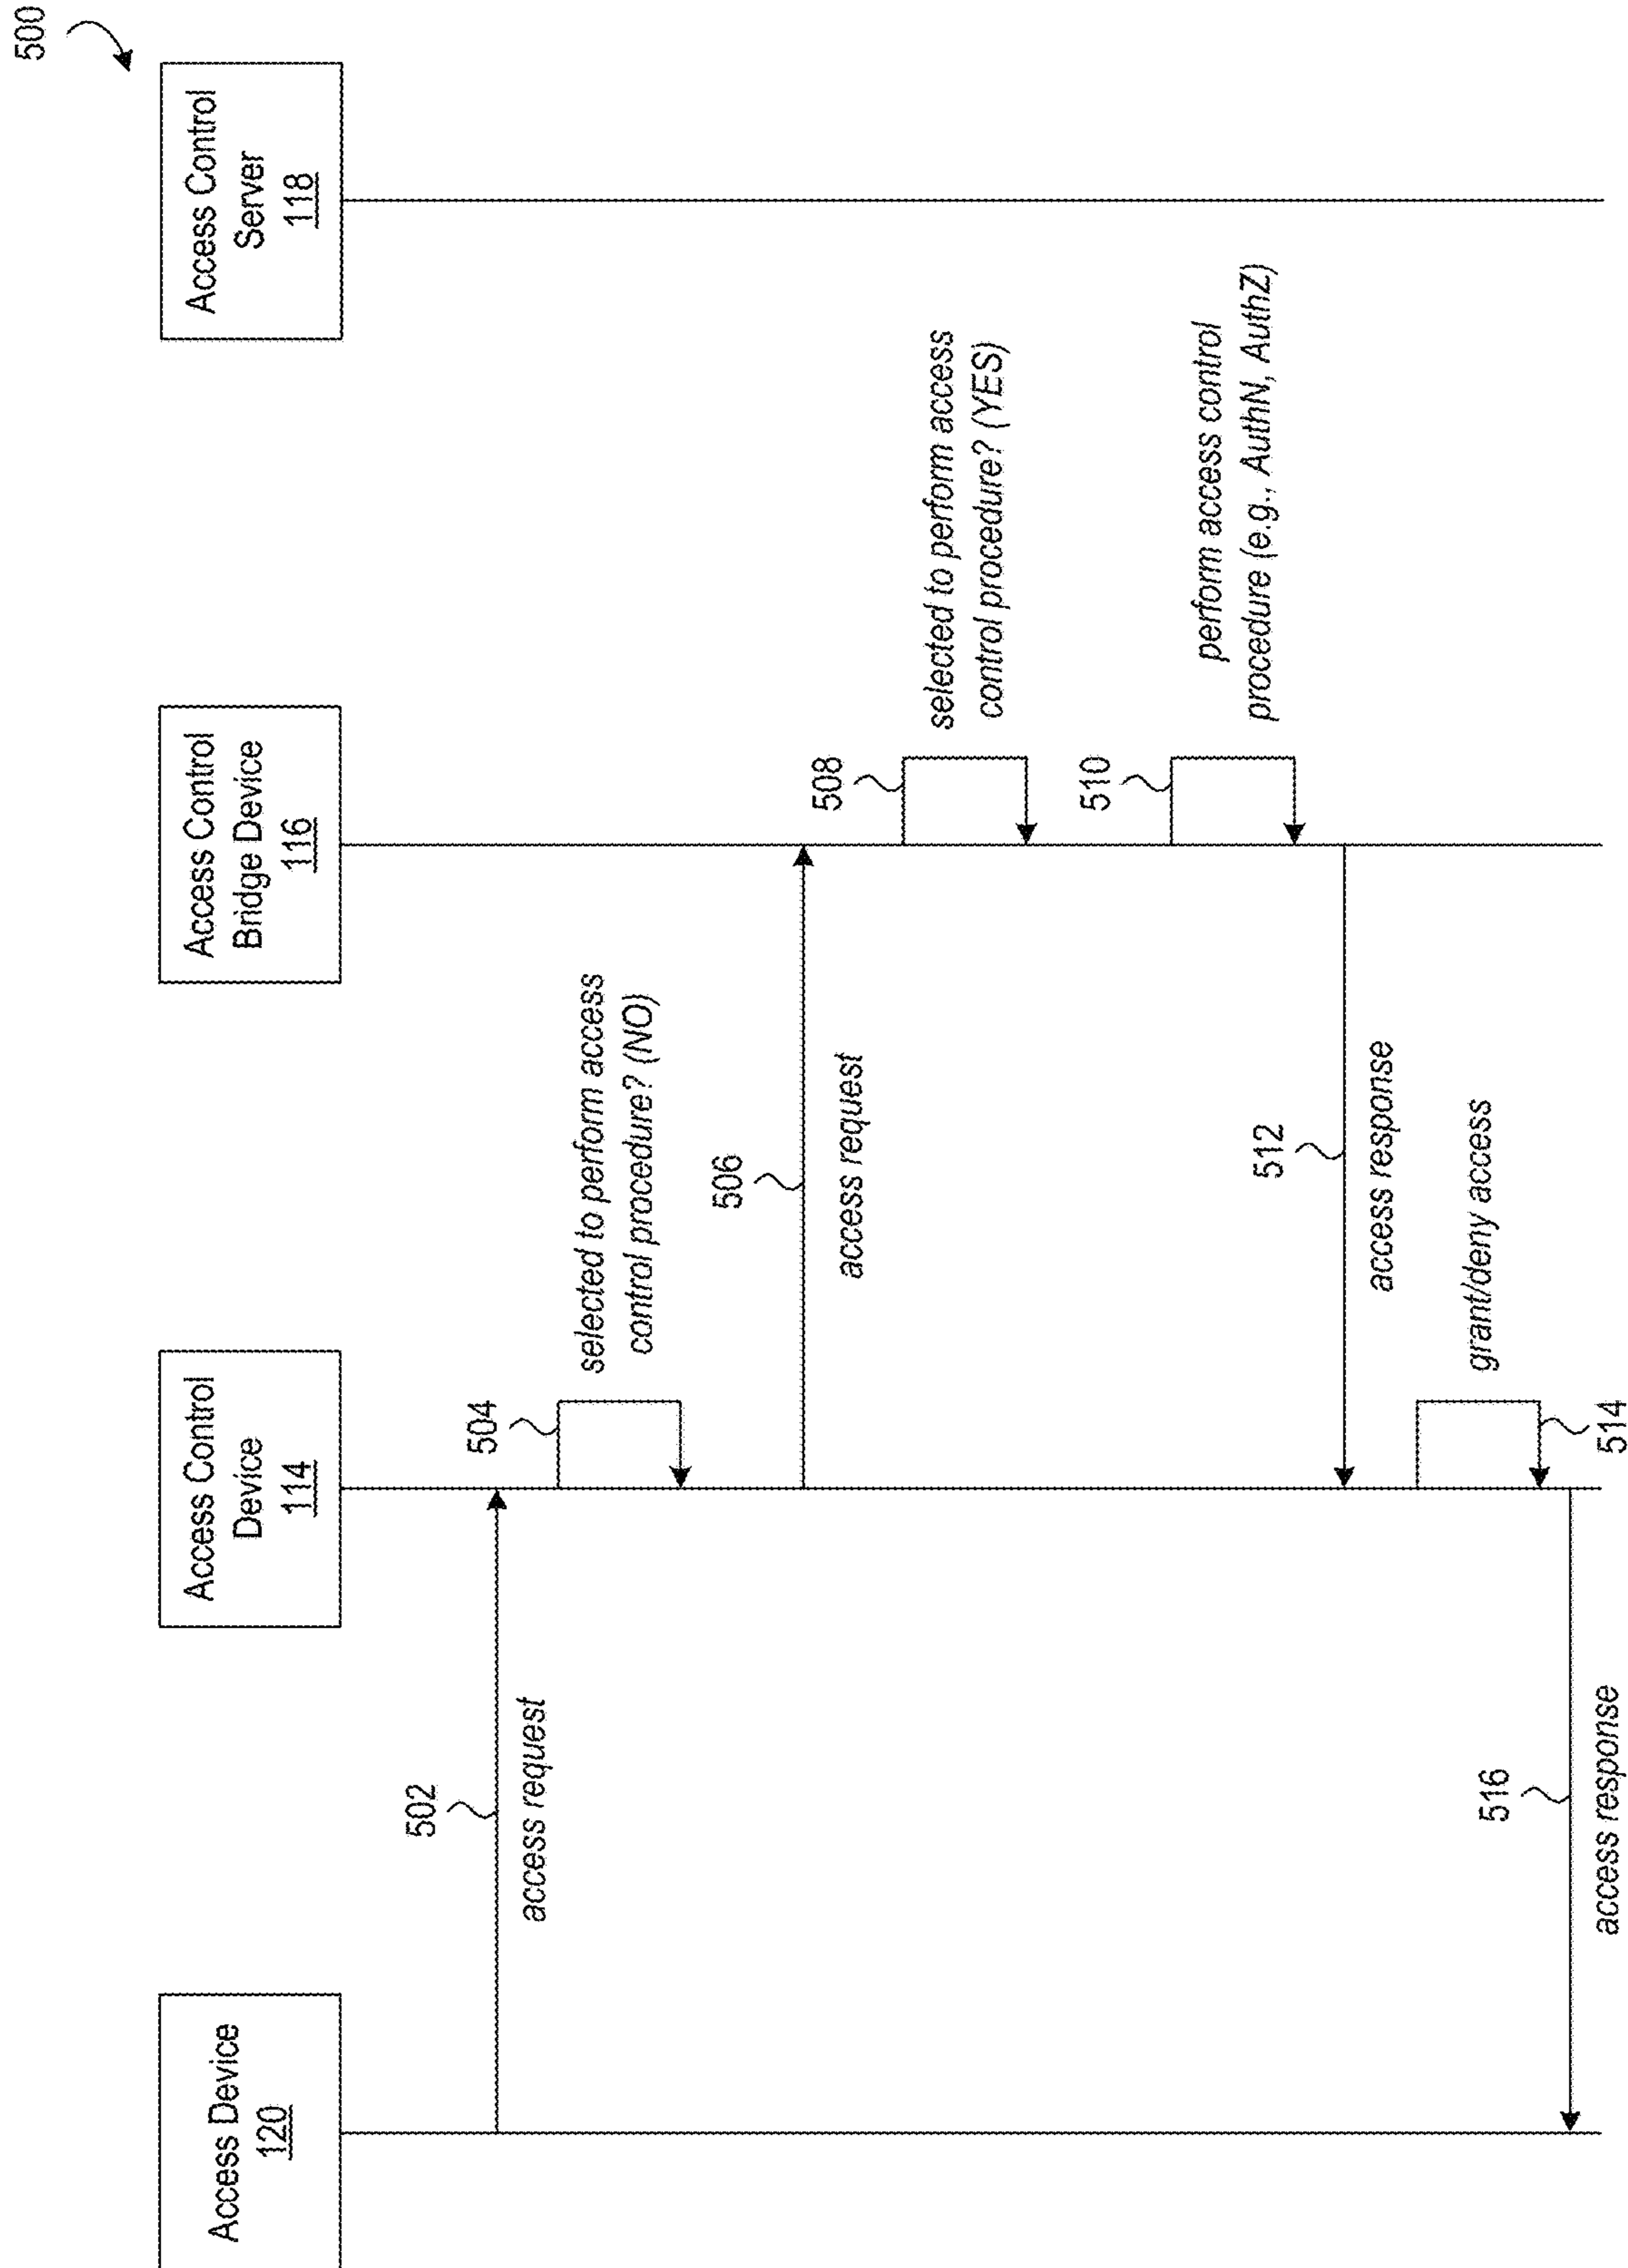 500
Access Device
120
Access Control
Device
114
Access Control
Bridge Device
116
Access Control
Server
118
502
access request
504
selected to perform access
control procedure? (NO)
506
access request
508
selected to perform access
control procedure? (YES)
510
perform access control
procedure (e.g., AuthN, AuthZ)
512
access response
grant/deny access
514
516
access response